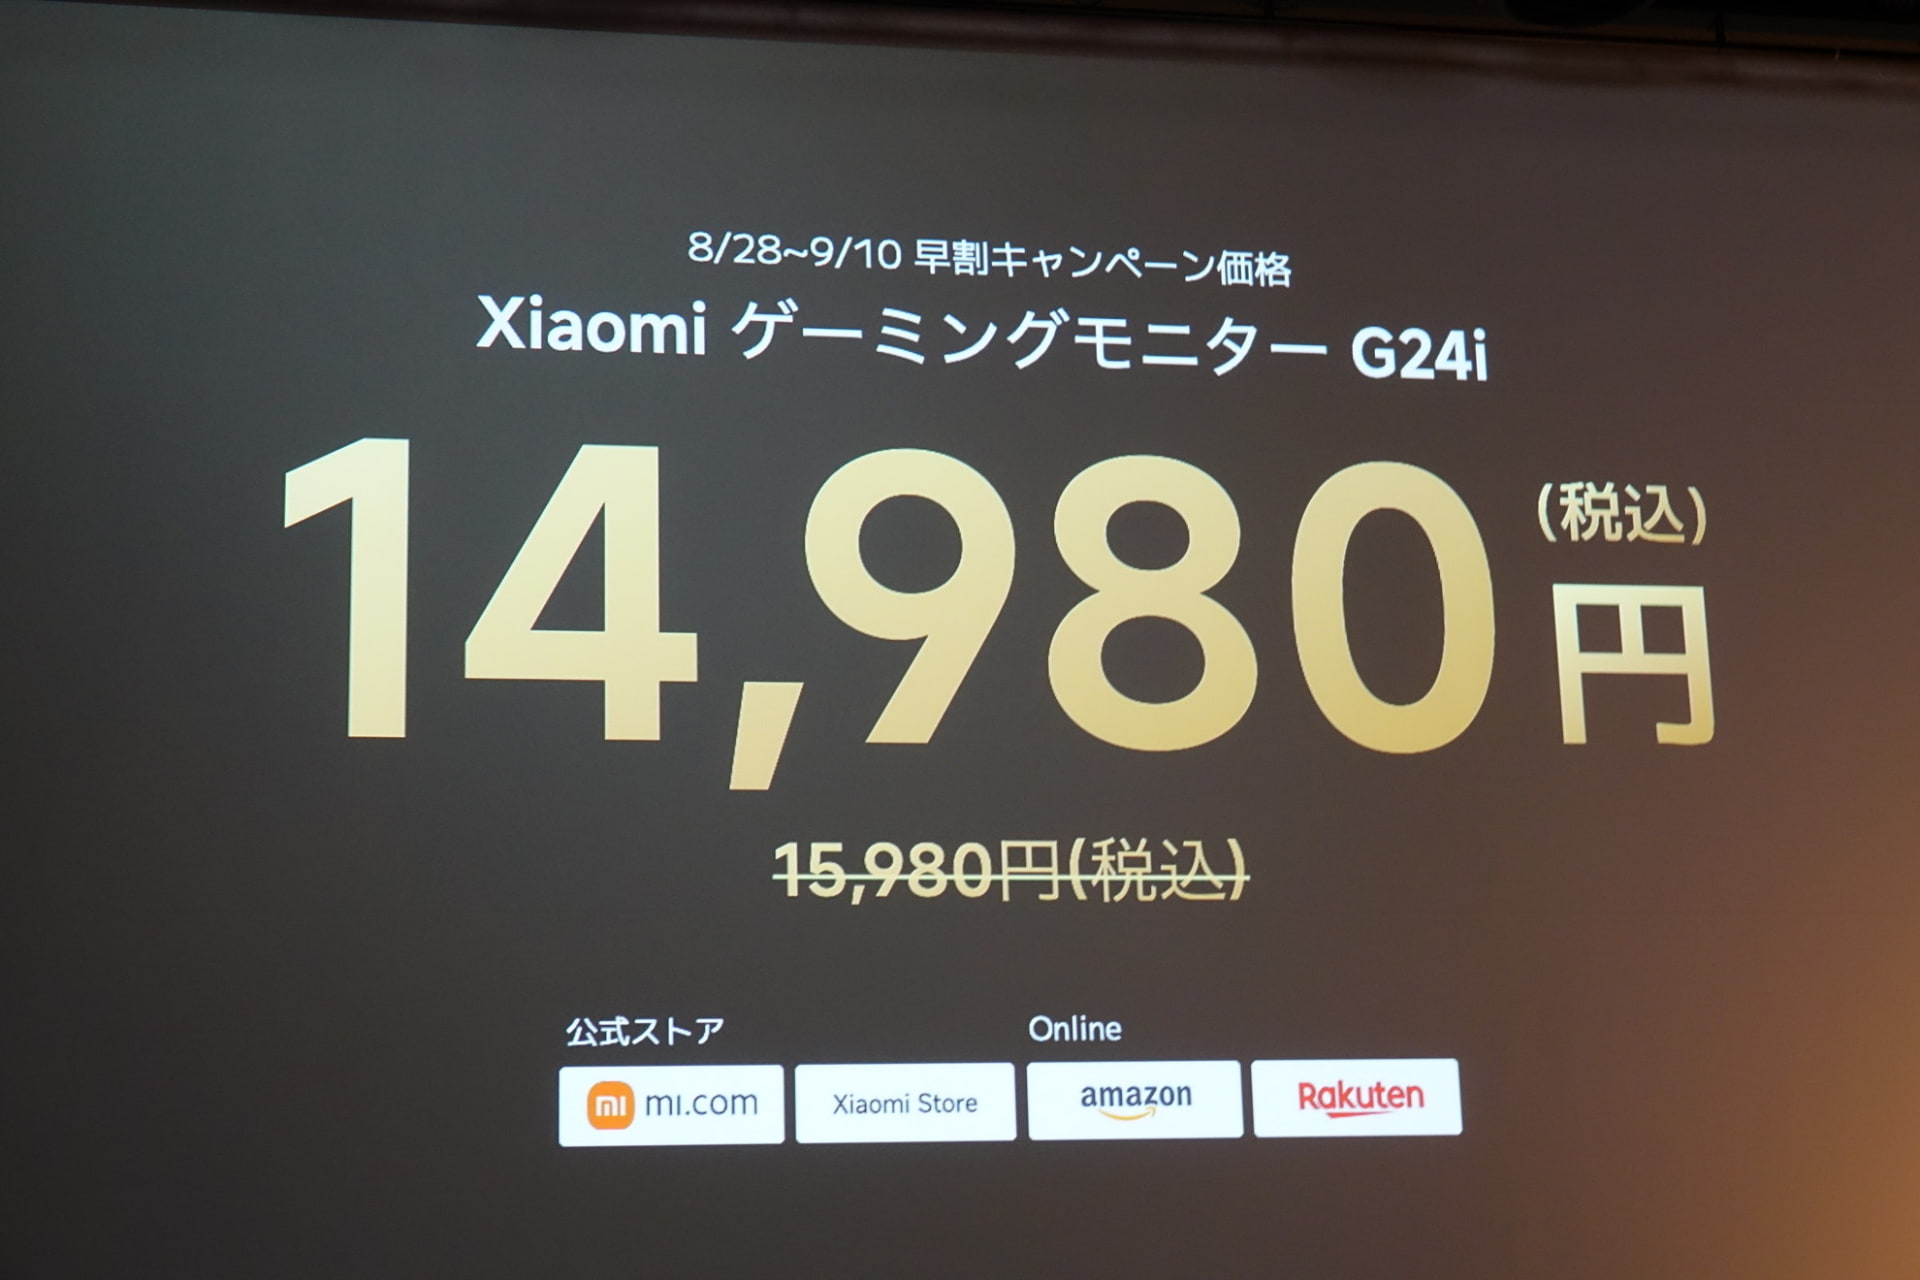 8/28~9/10 早割キャンペーン価格
Xiaomi ゲーミングモニター G24i
14,980円 (税込)
15,980円(税込)
公式ストア Online
mi mi.com Xiaomi Store amazon Rakuten